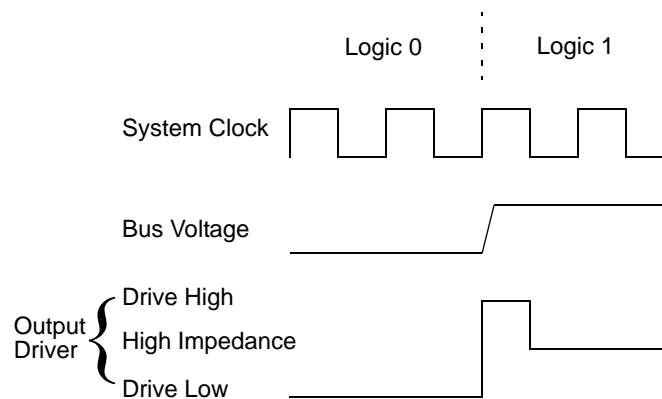 Logic 0
Logic 1
System Clock
Bus Voltage
Drive High
Output
Driver
High Impedance
Drive Low